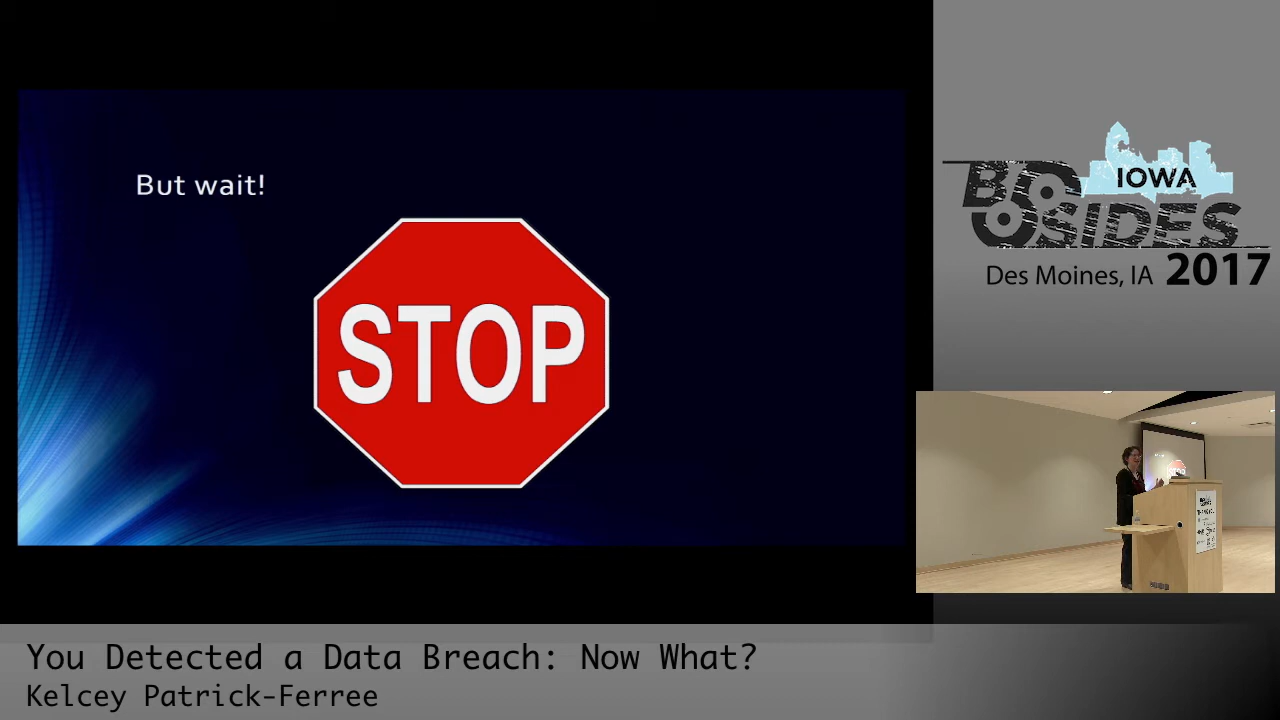 But wait!
STOP
IOWA
BSIDES
Des Moines, IA 2017
You Detected a Data Breach: Now What?
Kelcey Patrick-Ferree